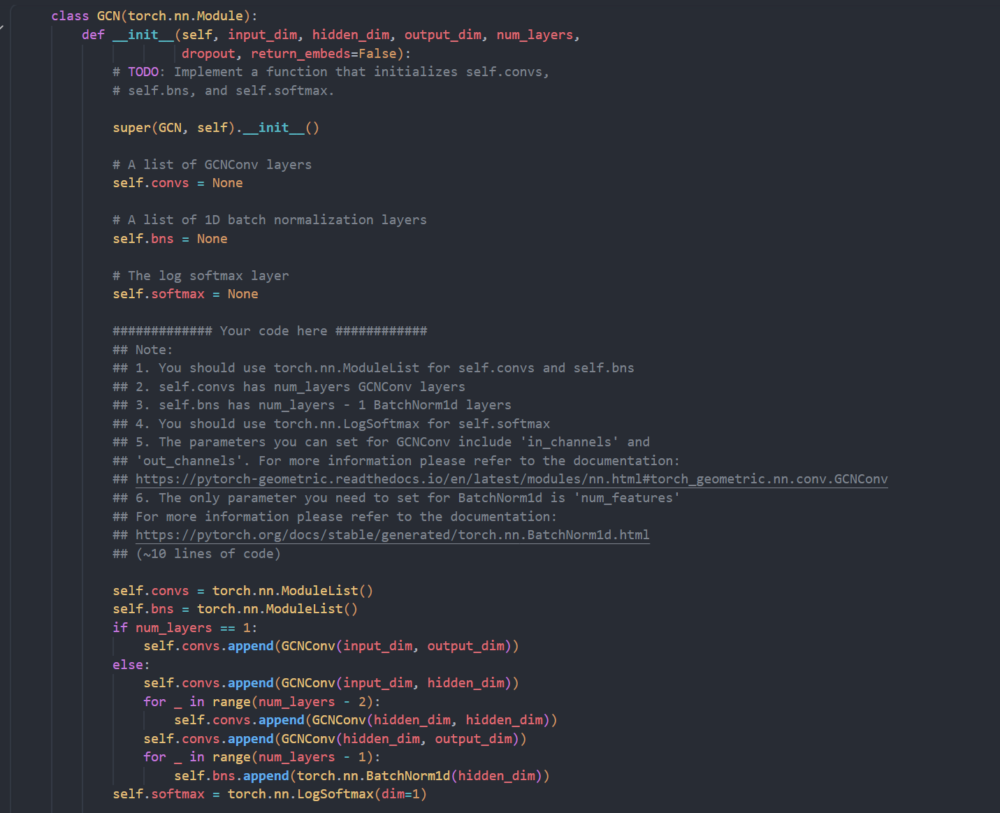 class GCN(torch.nn.Module):
    def __init__(self, input_dim, hidden_dim, output_dim, num_layers,
                 dropout, return_embeds=False):
        # TODO: Implement a function that initializes self.convs,
        # self.bns, and self.softmax.

        super(GCN, self).__init__()

        # A list of GCNConv layers
        self.convs = None

        # A list of 1D batch normalization layers
        self.bns = None

        # The log softmax layer
        self.softmax = None

        ############# Your code here ############
        ## Note:
        ## 1. You should use torch.nn.ModuleList for self.convs and self.bns
        ## 2. self.convs has num_layers GCNConv layers
        ## 3. self.bns has num_layers - 1 BatchNorm1d layers
        ## 4. You should use torch.nn.LogSoftmax for self.softmax
        ## 5. The parameters you can set for GCNConv include 'in_channels' and
        ## 'out_channels'. For more information please refer to the documentation:
        ## https://pytorch-geometric.readthedocs.io/en/latest/modules/nn.html#torch_geometric.nn.conv.GCNConv
        ## 6. The only parameter you need to set for BatchNorm1d is 'num_features'
        ## For more information please refer to the documentation:
        ## https://pytorch.org/docs/stable/generated/torch.nn.BatchNorm1d.html
        ## (~10 lines of code)

        self.convs = torch.nn.ModuleList()
        self.bns = torch.nn.ModuleList()
        if num_layers == 1:
            self.convs.append(GCNConv(input_dim, output_dim))
        else:
            self.convs.append(GCNConv(input_dim, hidden_dim))
            for _ in range(num_layers - 2):
                self.convs.append(GCNConv(hidden_dim, hidden_dim))
            self.convs.append(GCNConv(hidden_dim, output_dim))
            for _ in range(num_layers - 1):
                self.bns.append(torch.nn.BatchNorm1d(hidden_dim))
        self.softmax = torch.nn.LogSoftmax(dim=1)